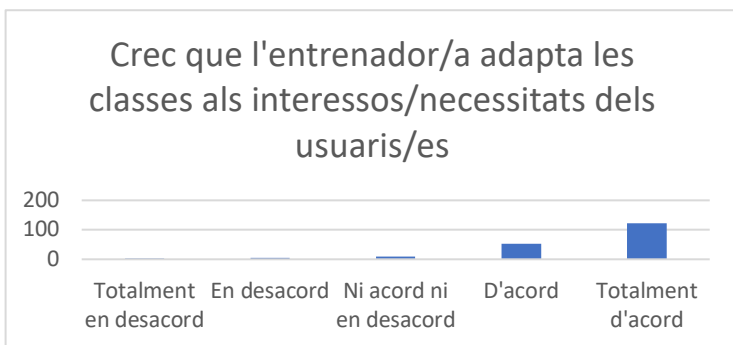 Crec que l'entrenador/a adapta les
classes als interessos/necessitats dels
usuaris/es
200
100
0
Totalment en desacord
En desacord
Ni acord ni en desacord
D'acord
Totalment d'acord